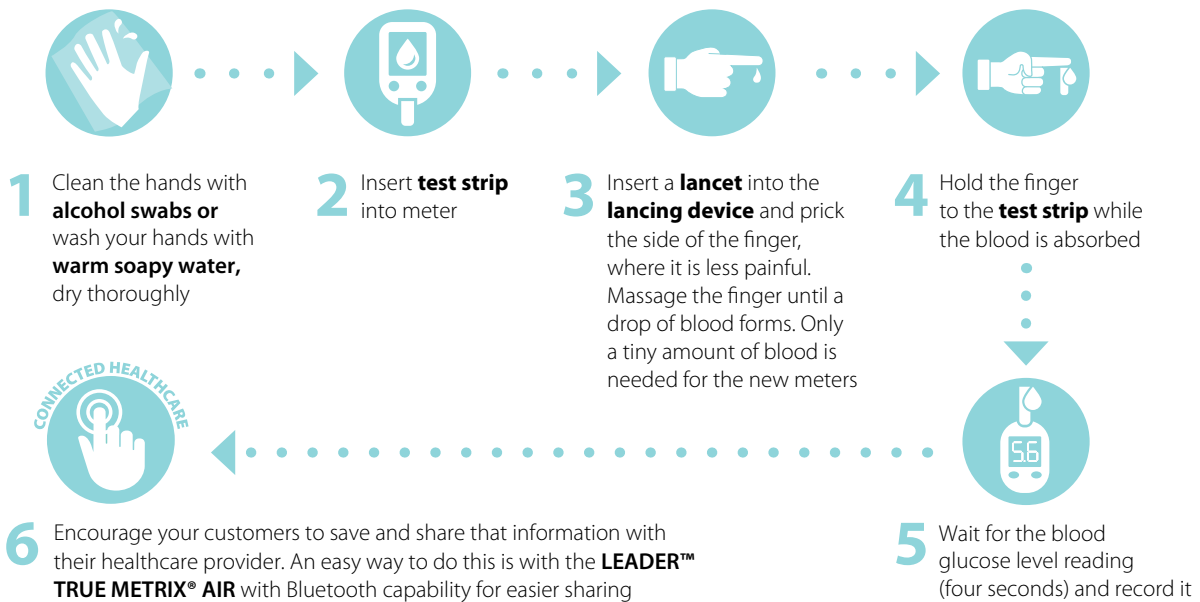 1 Clean the hands with
alcohol swabs or
wash your hands with
warm soapy water,
dry thoroughly
2 Insert test strip
into meter
3 Insert a lancet into the
lancing device and prick
the side of the finger,
where it is less painful.
Massage the finger until a
drop of blood forms. Only
a tiny amount of blood is
needed for the new meters
4 Hold the finger
to the test strip while
the blood is absorbed
5.6
5 Wait for the blood
glucose level reading
(four seconds) and record it
CONNECTED HEALTHCARE
6 Encourage your customers to save and share that information with
their healthcare provider. An easy way to do this is with the LEADER™
TRUE METRIX® AIR with Bluetooth capability for easier sharing